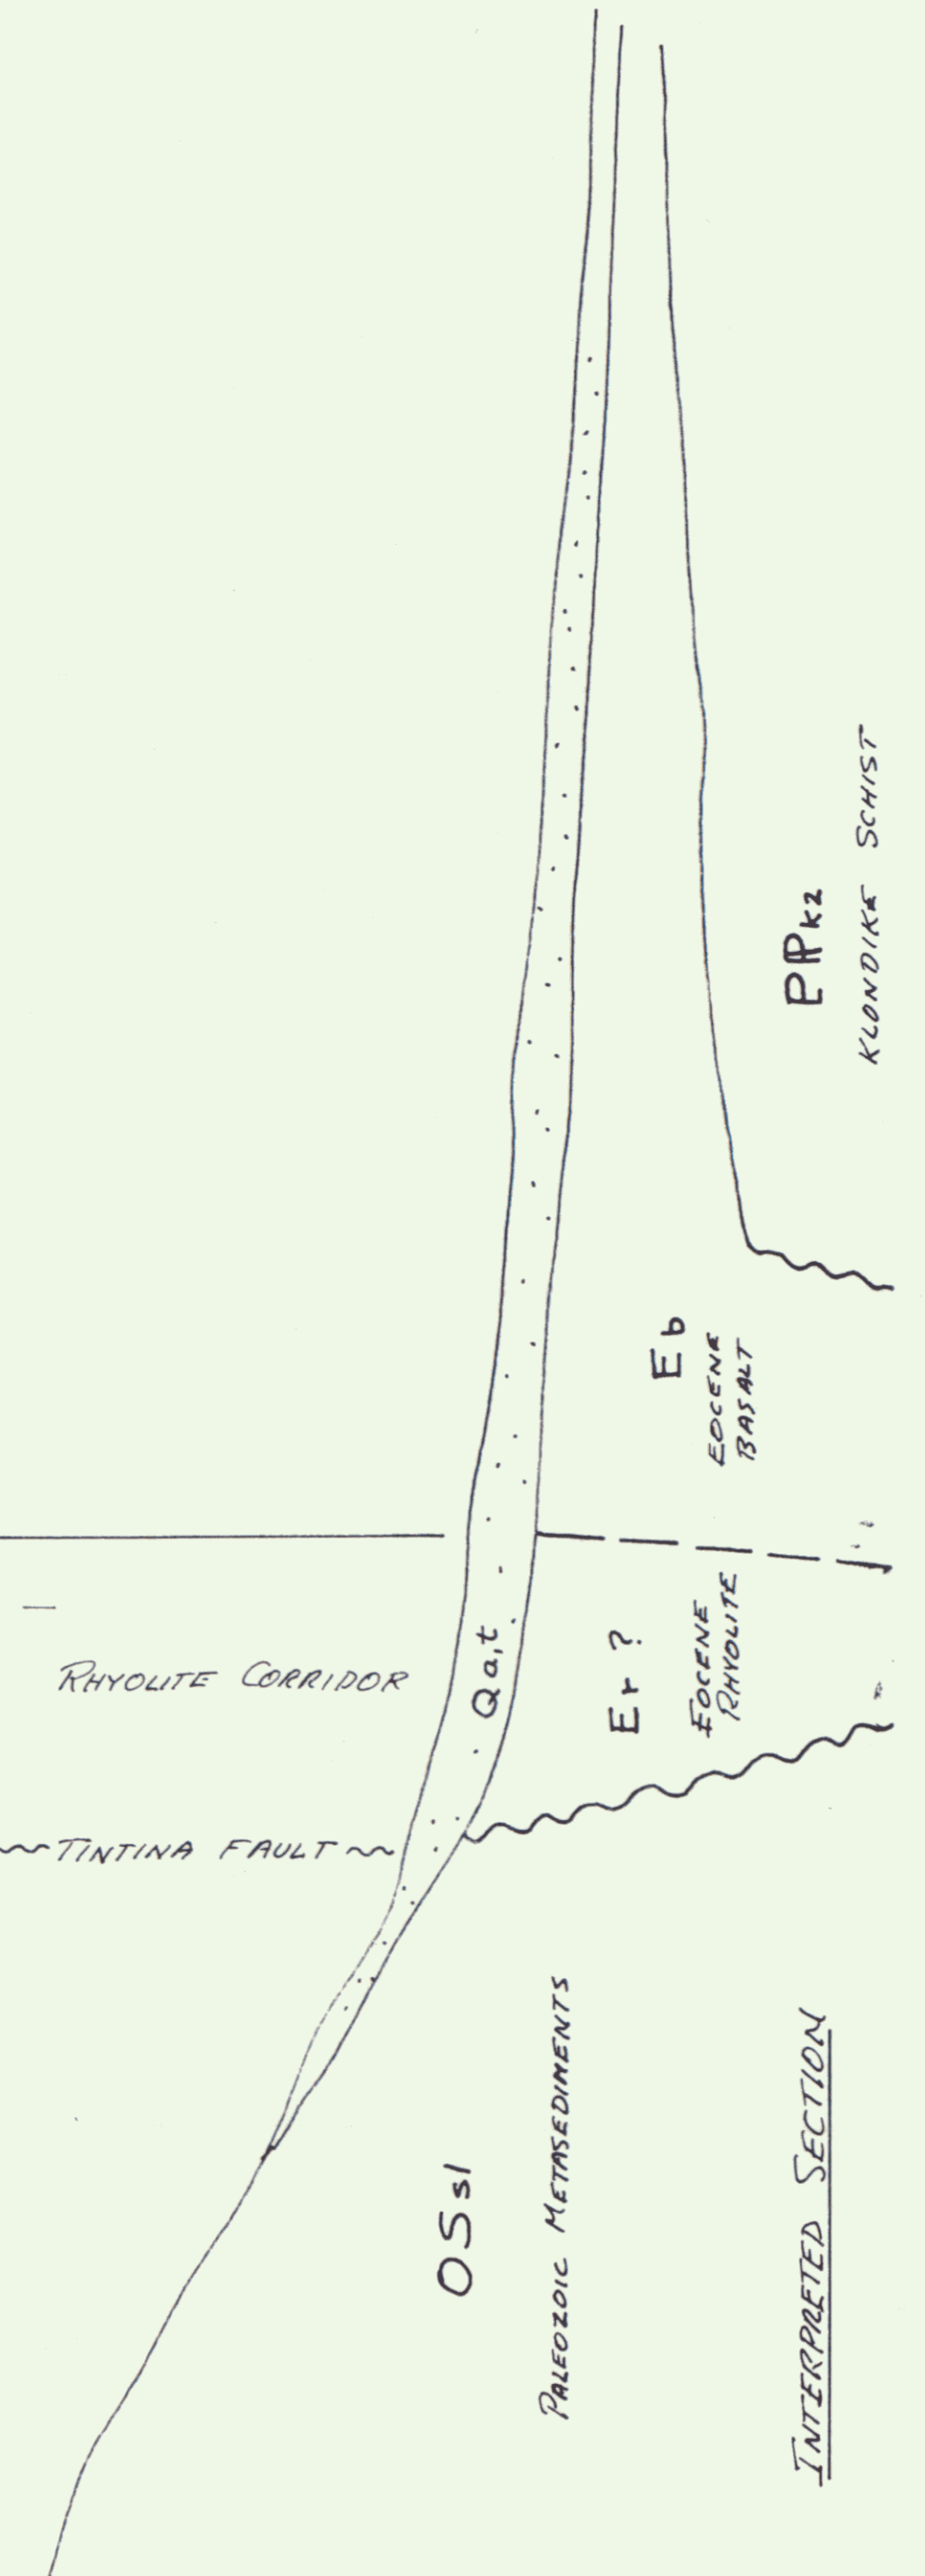 RHYOLITE CORRIDOR
TINTINA FAULT
Qa,t
Er ?
EOCENE
RHYOLITE
Eb
EOCENE
BASALT
PPk2
KLONDIKE SCHIST
OSsl
PALEOZOIC METASEDIMENTS
INTERPRETED SECTION